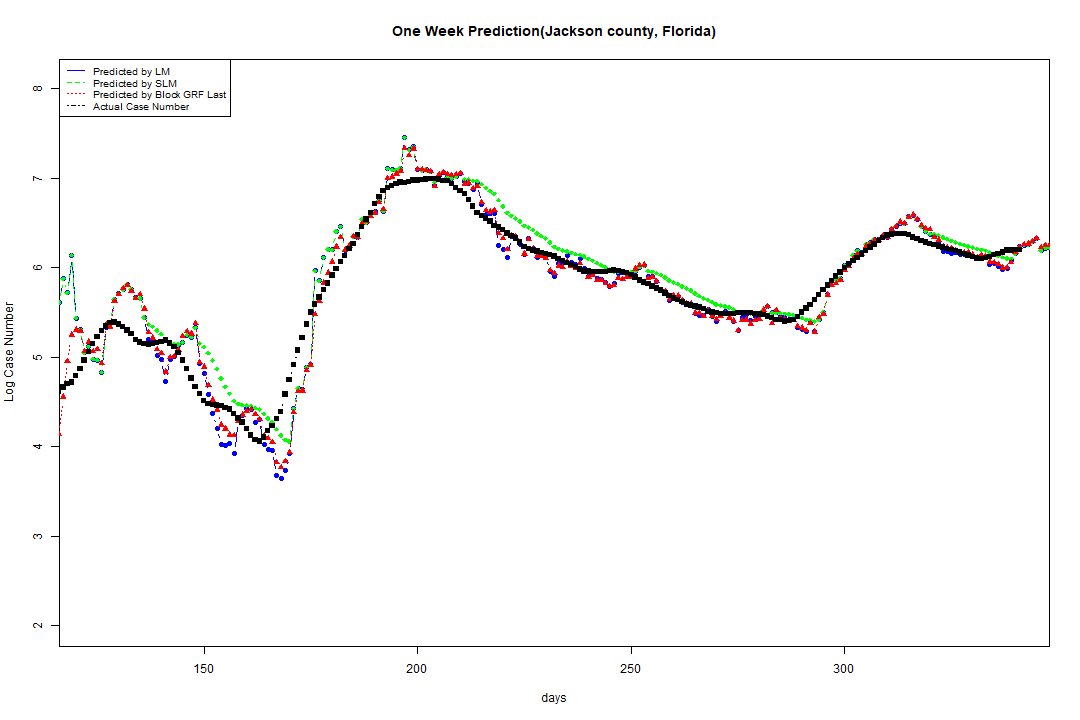 One Week Prediction(Jackson county, Florida)
Predicted by LM
Predicted by SLM
Predicted by Block GRF Last
Actual Case Number
8
7
6
5
4
3
2
Log Case Number
150 200 250 300
days